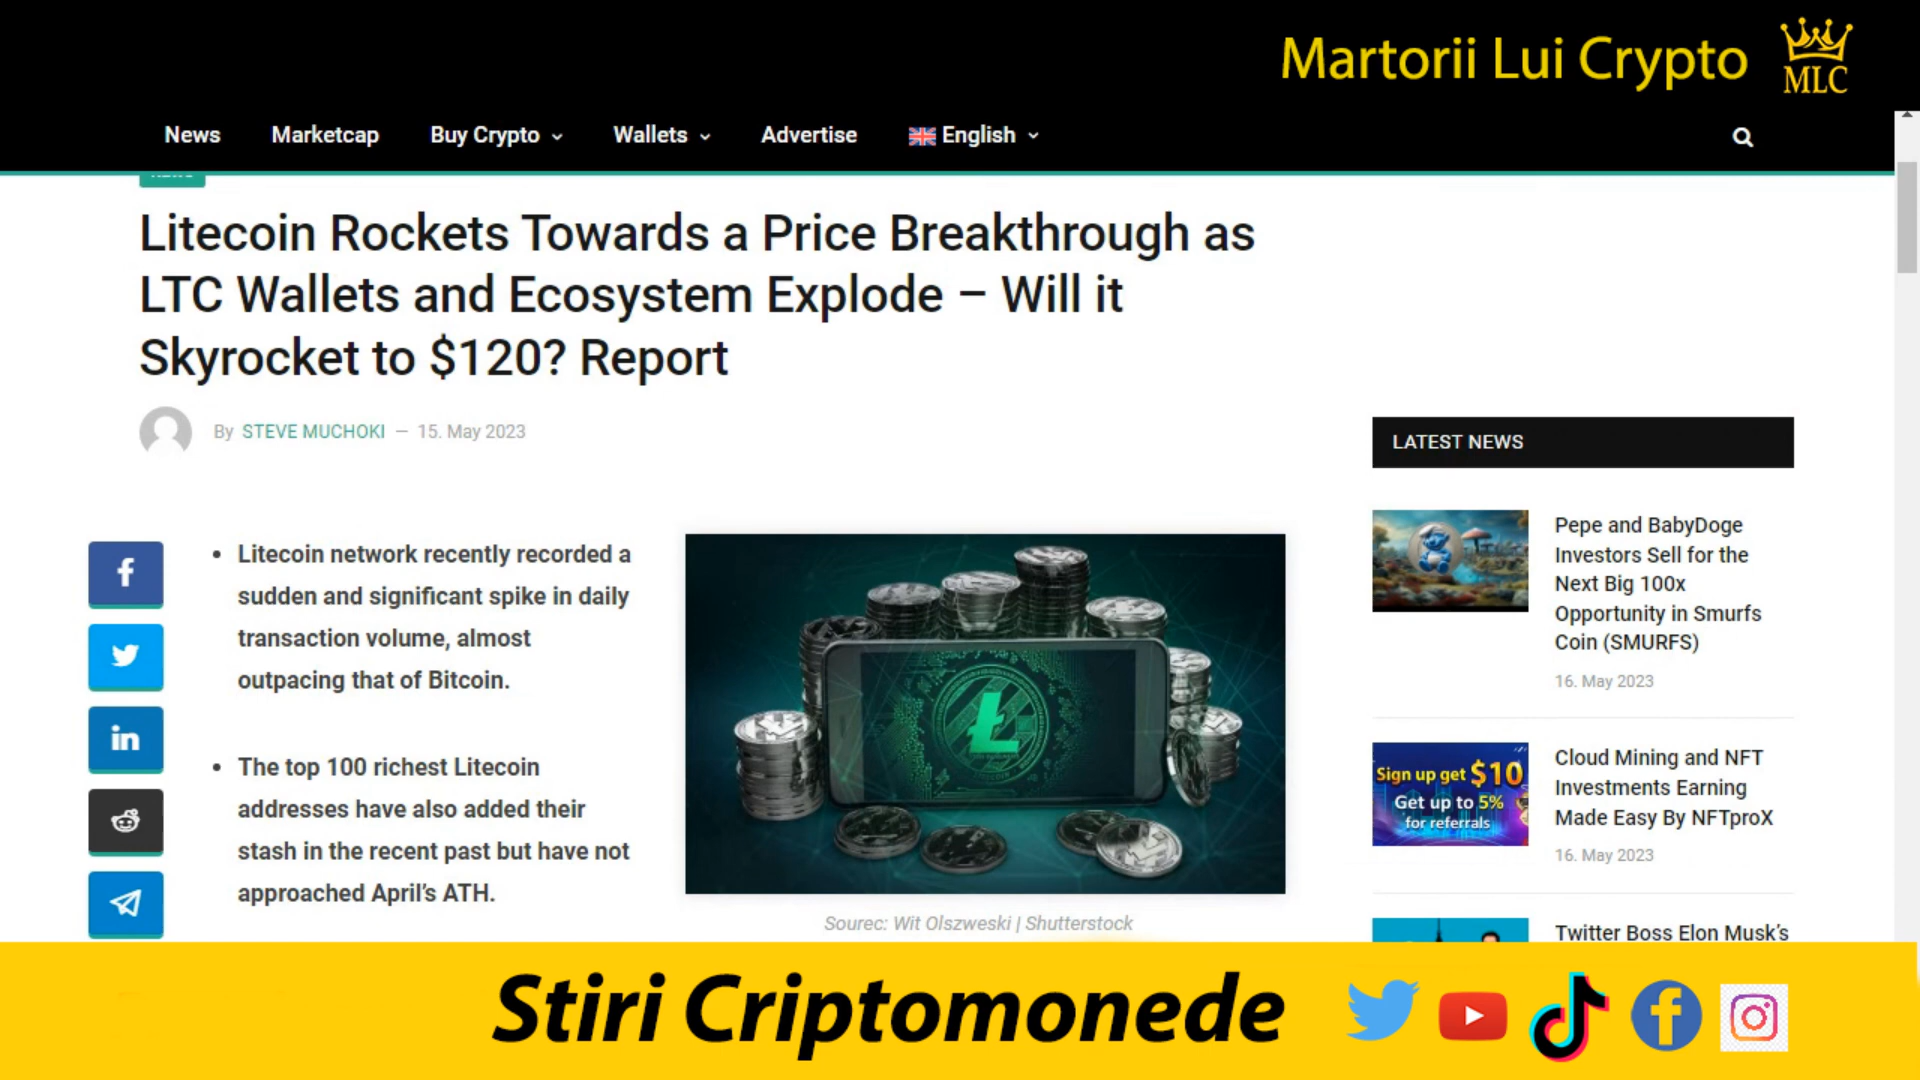 Martorii Lui Crypto
MLC
News Marketcap Buy Crypto Wallets Advertise English
Litecoin Rockets Towards a Price Breakthrough as
LTC Wallets and Ecosystem Explode – Will it
Skyrocket to $120? Report
By STEVE MUCHOKI — 15. May 2023
Litecoin network recently recorded a
sudden and significant spike in daily
transaction volume, almost
outpacing that of Bitcoin.
The top 100 richest Litecoin
addresses have also added their
stash in the recent past but have not
approached April's ATH.
Sourec: Wit Olszweski | Shutterstock
LATEST NEWS
Pepe and BabyDoge
Investors Sell for the
Next Big 100x
Opportunity in Smurfs
Coin (SMURFS)
16. May 2023
Sign up get $10
Get up to 5%
for referrals
Cloud Mining and NFT
Investments Earning
Made Easy By NFTproX
16. May 2023
Twitter Boss Elon Musk's
Stiri Criptomonede